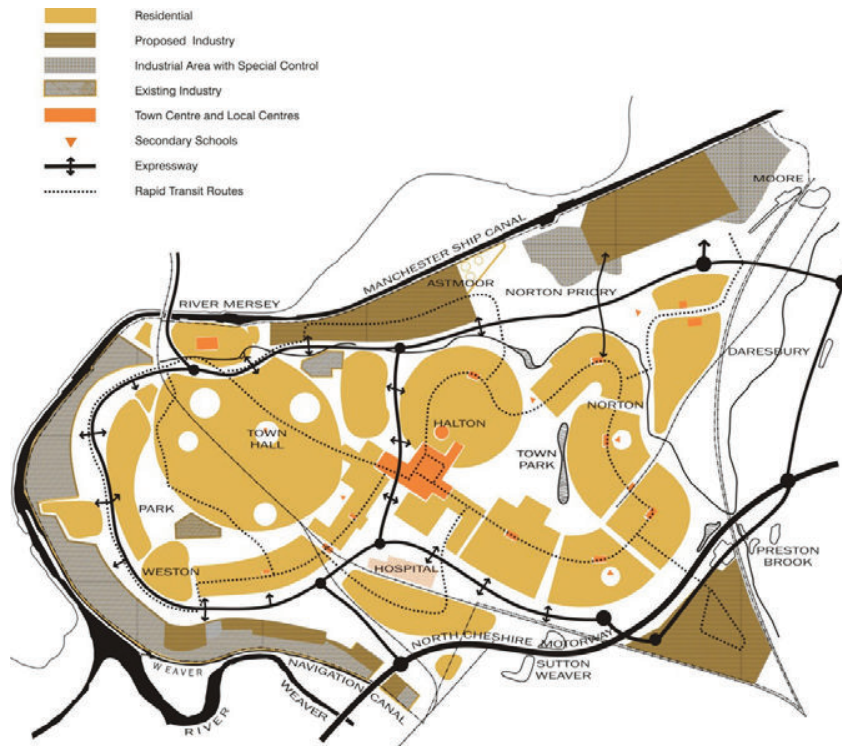 Residential
Proposed Industry
Industrial Area with Special Control
Existing Industry
Town Centre and Local Centres
Secondary Schools
Expressway
Rapid Transit Routes
MOORE
MANCHESTER SHIP CANAL
ASTMOOR
NORTON PRIORY
RIVER MERSEY
DARESBURY
NORTON
HALTON
TOWN
HALL
TOWN
PARK
PARK
WESTON
HOSPITAL
PRESTON
BROOK
NORTH CHESHIRE MOTORWAY
SUTTON
WEAVER
WEAVER
NAVIGATION CANAL
RIVER
WEAVER